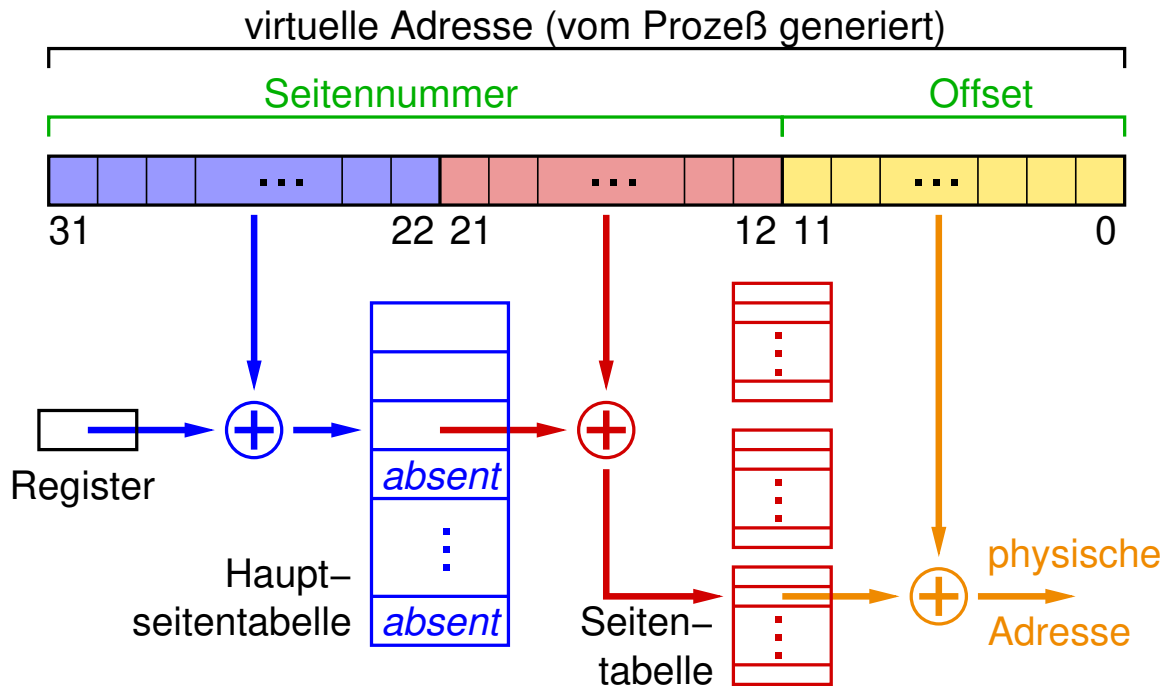 virtuelle Adresse (vom Prozeß generiert)
Seitennummer
Offset
31
22
21
12
11
0
Register
absent
Haupt–
seitentabelle
absent
Seiten–
tabelle
physische
Adresse